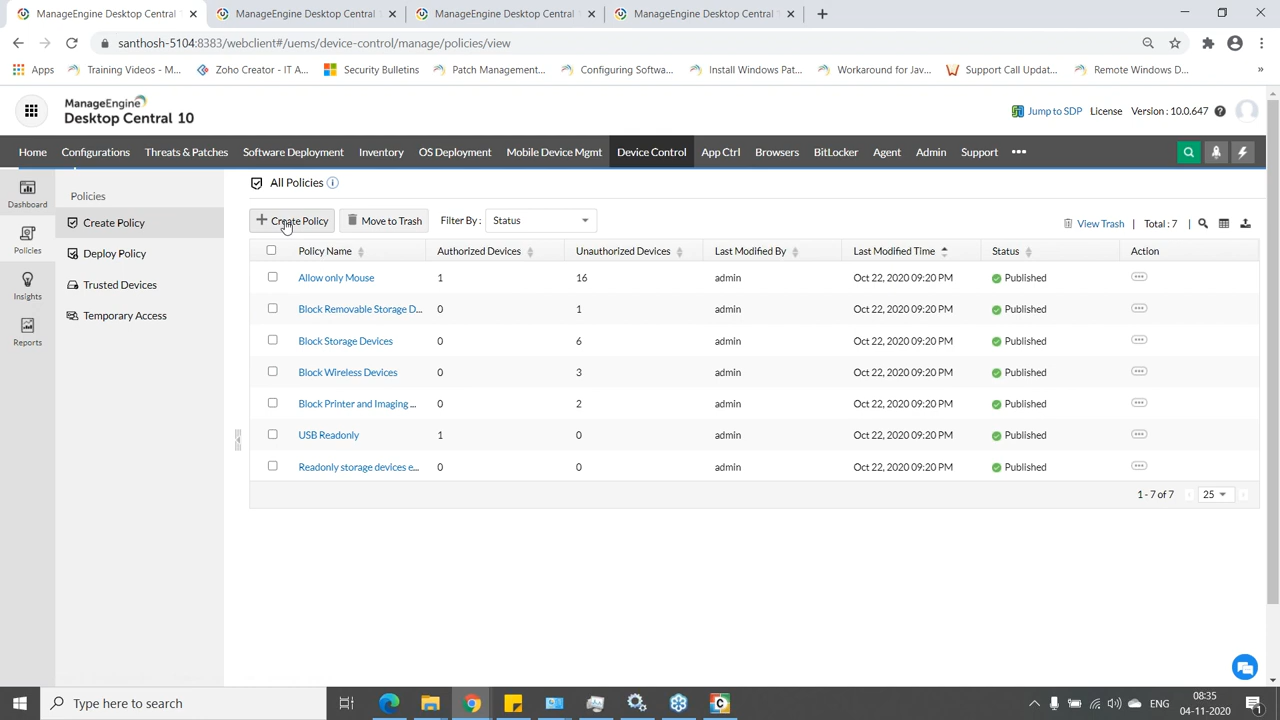 ManageEngine Desktop Central
ManageEngine Desktop Central
ManageEngine Desktop Central
ManageEngine Desktop Central
santhosh-5104:8383/webclient#/uems/device-control/manage/policies/view
Apps
Training Videos - M...
Zoho Creator - IT A...
Security Bulletins
Patch Management...
Configuring Softwa...
Install Windows Pat...
Workaround for Jav...
Support Call Updat...
Remote Windows D...
»
ManageEngine
Desktop Central 10
Jump to SDP License Version : 10.0.647
Home Configurations Threats & Patches Software Deployment Inventory OS Deployment Mobile Device Mgmt Device Control App Ctrl Browsers BitLocker Agent Admin Support •••
Dashboard
Policies
Insights
Reports
Policies
Create Policy
Deploy Policy
Trusted Devices
Temporary Access
All Policies
Create Policy Move to Trash Filter By : Status View Trash | Total : 7
Policy Name Authorized Devices Unauthorized Devices Last Modified By Last Modified Time Status Action
Allow only Mouse 1 16 admin Oct 22, 2020 09:20 PM Published
Block Removable Storage D... 0 1 admin Oct 22, 2020 09:20 PM Published
Block Storage Devices 0 6 admin Oct 22, 2020 09:20 PM Published
Block Wireless Devices 0 3 admin Oct 22, 2020 09:20 PM Published
Block Printer and Imaging ... 0 2 admin Oct 22, 2020 09:20 PM Published
USB Readonly 1 0 admin Oct 22, 2020 09:20 PM Published
Readonly storage devices e... 0 0 admin Oct 22, 2020 09:20 PM Published
1 - 7 of 7 25
Type here to search
ENG
08:35
04-11-2020
1